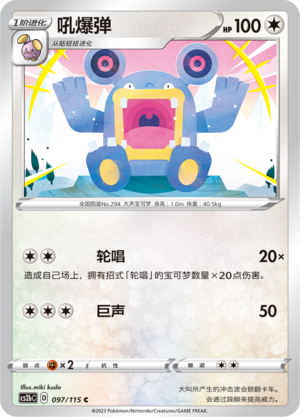 1阶进化
吼爆弹
HP 100
从咕妞妞进化
全国图鉴No.294 大声宝可梦 身高：1.0m 体重：40.5kg
轮唱 20×
造成自己场上，拥有招式「轮唱」的宝可梦数量×20点伤害。
巨声 50
弱点 ×2 抗性 撤退
Illus.miki kudo
CS2bC D 097/115 C
大叫所产生的冲击波会掀翻卡车。
会通过跺脚来提高威力。
©2023 Pokémon/Nintendo/Creatures/GAME FREAK.